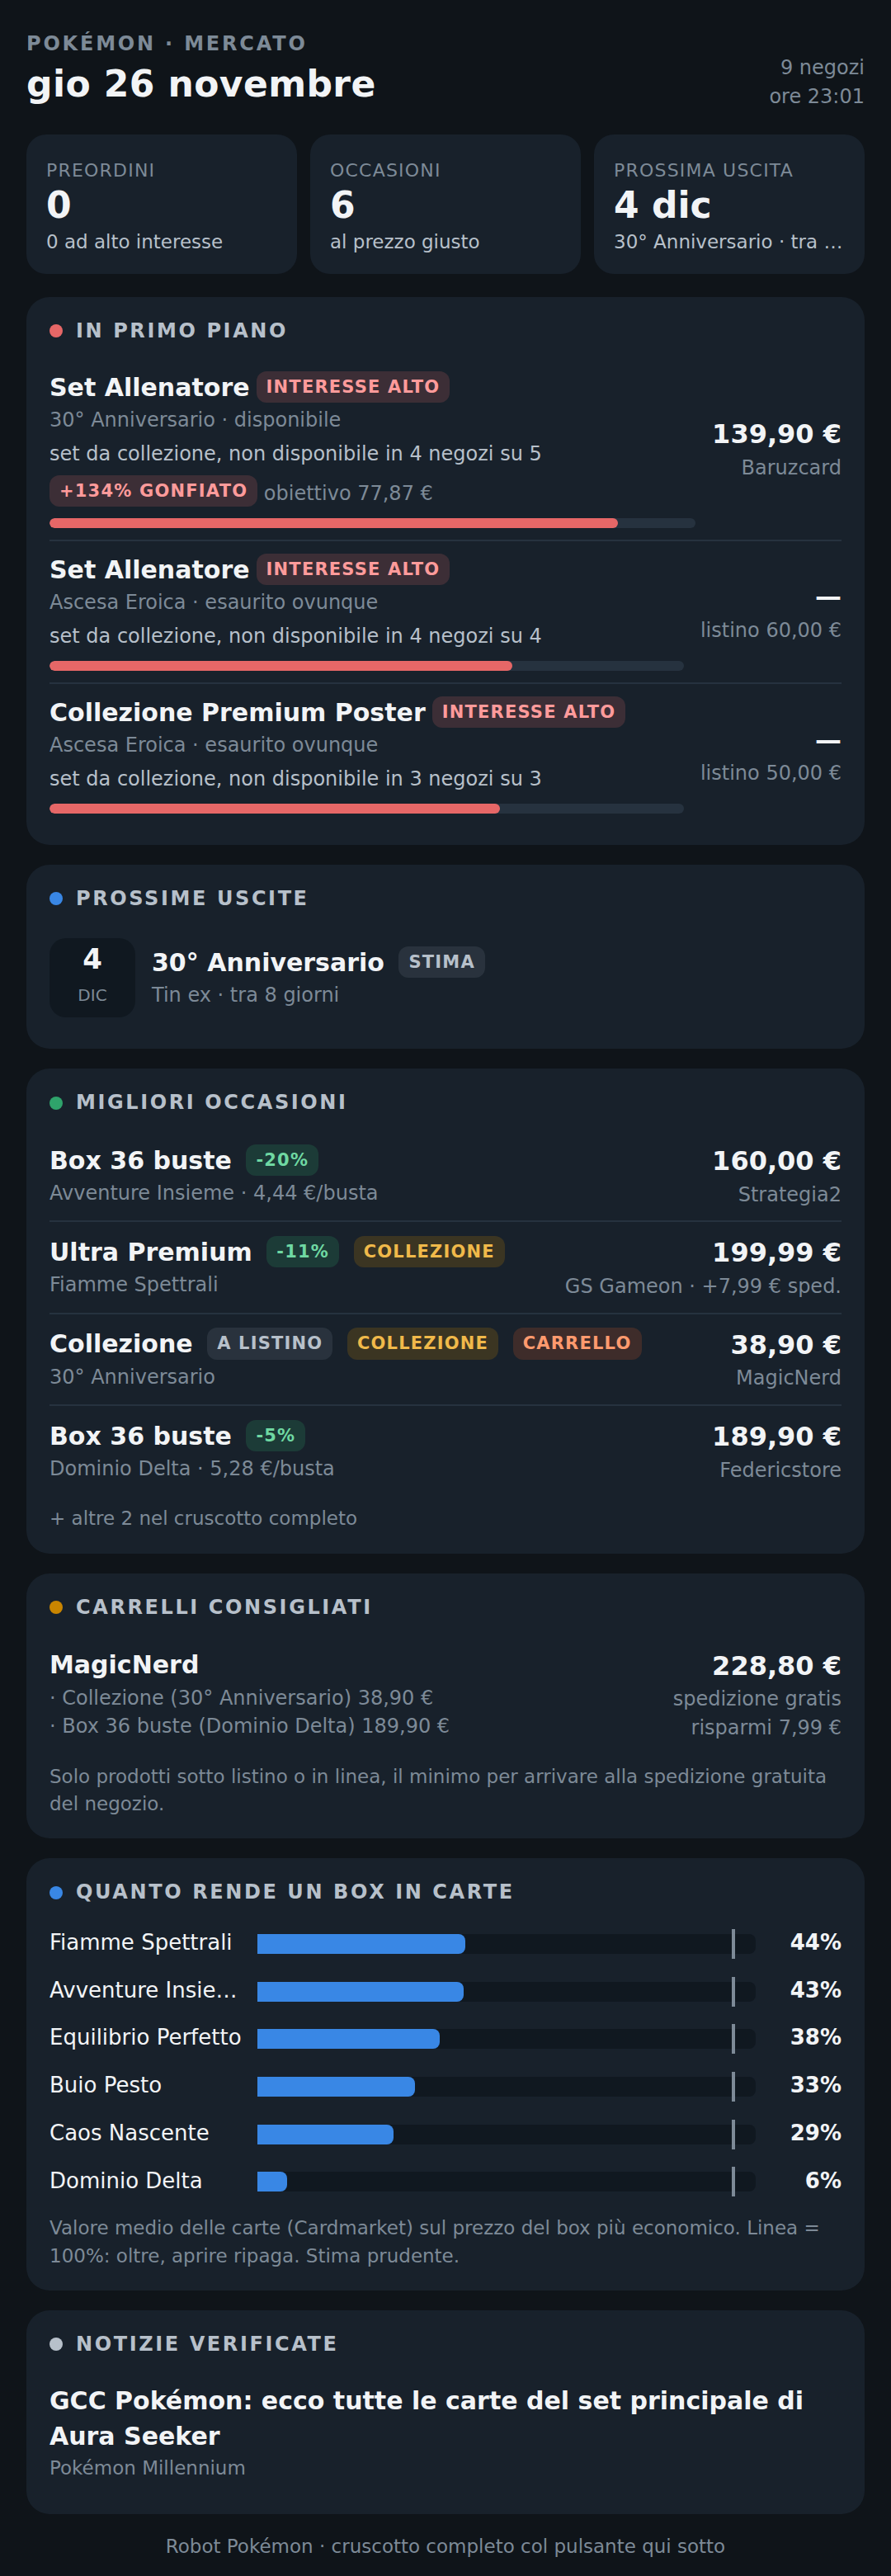 POKÉMON · MERCATO
gio 26 novembre
9 negozi
ore 23:01
PREORDINI
0
0 ad alto interesse
OCCASIONI
6
al prezzo giusto
PROSSIMA USCITA
4 dic
30° Anniversario · tra ...
IN PRIMO PIANO
Set Allenatore INTERESSE ALTO
30° Anniversario · disponibile
set da collezione, non disponibile in 4 negozi su 5
+134% GONFIATO obiettivo 77,87 €
139,90 €
Baruzcard
Set Allenatore INTERESSE ALTO
Ascesa Eroica · esaurito ovunque
set da collezione, non disponibile in 4 negozi su 4
—
listino 60,00 €
Collezione Premium Poster INTERESSE ALTO
Ascesa Eroica · esaurito ovunque
set da collezione, non disponibile in 3 negozi su 3
—
listino 50,00 €
PROSSIME USCITE
4
DIC
30° Anniversario STIMA
Tin ex · tra 8 giorni
MIGLIORI OCCASIONI
Box 36 buste -20%
Avventure Insieme · 4,44 €/busta
160,00 €
Strategia2
Ultra Premium -11% COLLEZIONE
Fiamme Spettrali
199,99 €
GS Gameon · +7,99 € sped.
Collezione A LISTINO COLLEZIONE CARRELLO
30° Anniversario
38,90 €
MagicNerd
Box 36 buste -5%
Dominio Delta · 5,28 €/busta
189,90 €
Federicstore
+ altre 2 nel cruscotto completo
CARRELLI CONSIGLIATI
MagicNerd
· Collezione (30° Anniversario) 38,90 €
· Box 36 buste (Dominio Delta) 189,90 €
228,80 €
spedizione gratis
risparmi 7,99 €
Solo prodotti sotto listino o in linea, il minimo per arrivare alla spedizione gratuita
del negozio.
QUANTO RENDE UN BOX IN CARTE
Fiamme Spettrali 44%
Avventure Insie... 43%
Equilibrio Perfetto 38%
Buio Pesto 33%
Caos Nascente 29%
Dominio Delta 6%
Valore medio delle carte (Cardmarket) sul prezzo del box più economico. Linea =
100%: oltre, aprire ripaga. Stima prudente.
NOTIZIE VERIFICATE
GCC Pokémon: ecco tutte le carte del set principale di
Aura Seeker
Pokémon Millennium
Robot Pokémon · cruscotto completo col pulsante qui sotto